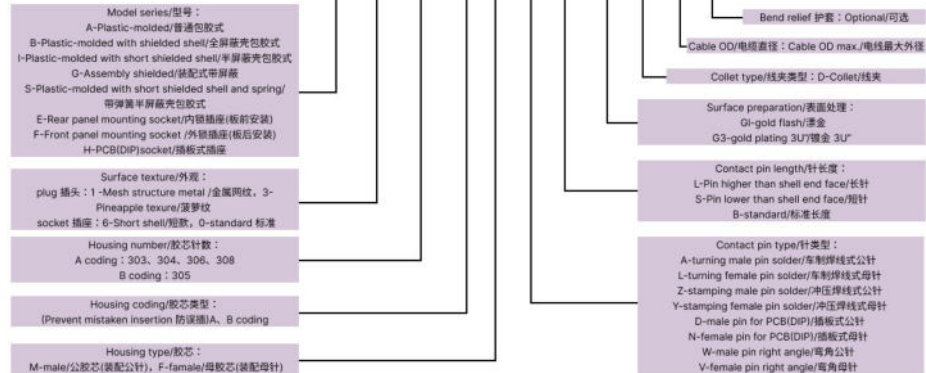 Model series/型号：
A-Plastic-molded/普通包胶式
B-Plastic-molded with shielded shell/全屏蔽壳包胶式
I-Plastic-molded with short shielded shell/半屏蔽壳包胶式
G-Assembly shielded/装配式带屏蔽
S-Plastic-molded with short shielded shell and spring/
带弹簧半屏蔽壳包胶式
E-Rear panel mounting socket/内锁插座(板前安装)
F-Front panel mounting socket /外锁插座(板后安装)
H-PCB(DIP)socket/插板式插座
Surface texture/外观：
plug 插头：1 -Mesh structure metal /金属网纹，3-
Pineapple texure/菠萝纹
socket 插座：6-Short shell/短款，0-standard 标准
Housing number/胶芯针数：
A coding：303、304、306、308
B coding：305
Housing coding/胶芯类型：
(Prevent mistaken insertion 防误插)A、B coding
Housing type/胶芯：
M-male/公胶芯(装配公针)，F-famale/母胶芯(装配母针)
Bend relief 护套：Optional/可选
Cable OD/电缆直径：Cable OD max./电线最大外径
Collet type/线夹类型：D-Collet/线夹
Surface preparation/表面处理：
GI-gold flash/漂金
G3-gold plating 3U"/镀金 3U"
Contact pin length/针长度：
L-Pin higher than shell end face/长针
S-Pin lower than shell end face/短针
B-standard/标准长度
Contact pin type/针类型：
A-turning male pin solder/车制焊线式公针
L-turning female pin solder/车制焊线式母针
Z-stamping male pin solder/冲压焊线式公针
Y-stamping female pin solder/冲压焊线式母针
D-male pin for PCB(DIP)/插板式公针
N-female pin for PCB(DIP)/插板式母针
W-male pin right angle/弯角公针
V-female pin right angle/弯角母针